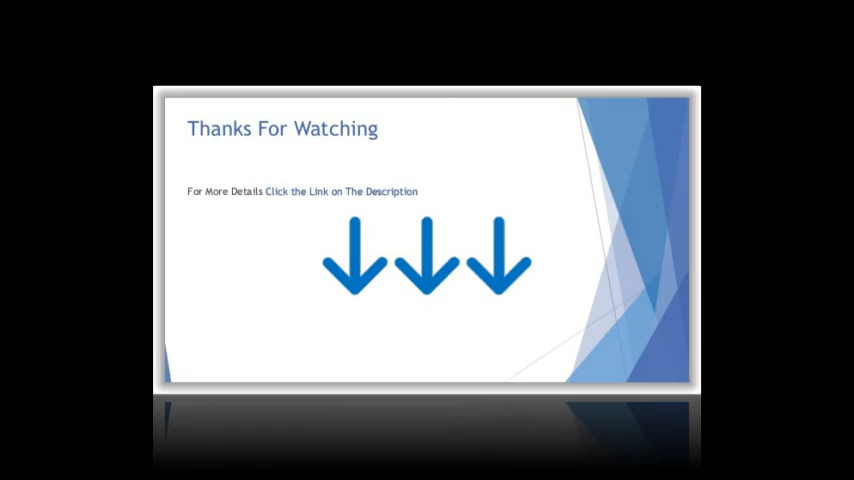 Thanks For Watching
For More Details Click the Link on The Description